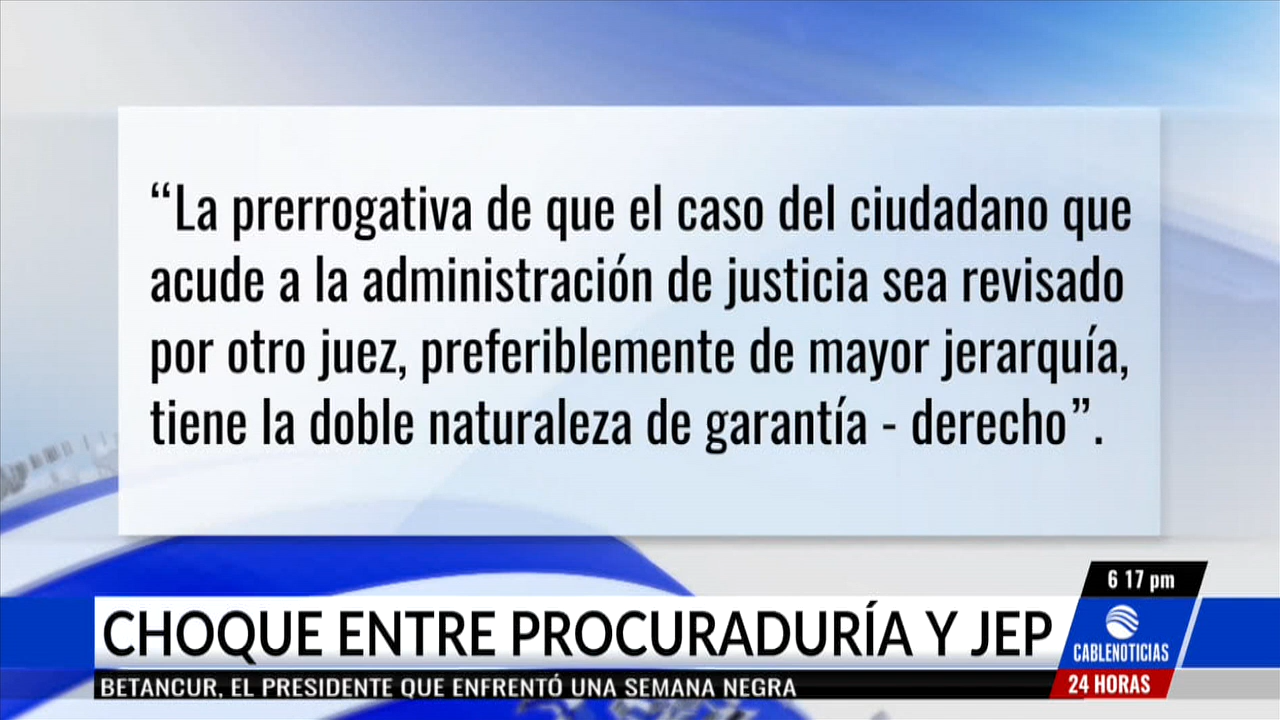 “La prerrogativa de que el caso del ciudadano que
acude a la administración de justicia sea revisado
por otro juez, preferiblemente de mayor jerarquía,
tiene la doble naturaleza de garantía - derecho”.
6 17 pm
CHOQUE ENTRE PROCURADURÍA Y JEP
CABLENOTICIAS
BETANCUR, EL PRESIDENTE QUE ENFRENTÓ UNA SEMANA NEGRA
24 HORAS